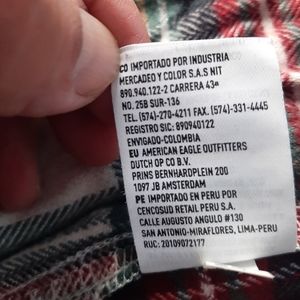 CO IMPORTADO POR INDUSTRIA
MERCADEO Y COLOR S.A.S NIT
890.940.122-2 CARRERA 43ª
NO. 25B SUR-136
TEL. (574)-270-4211 FAX. (574)-331-4445
REGISTRO SIC: 890940122
ENVIGADO-COLOMBIA
EU AMERICAN EAGLE OUTFITTERS
DUTCH OP CO B.V.
PRINS BERNHARDPLEIN 200
1097 JB AMSTERDAM
PE IMPORTADO EN PERU POR
CENCOSUD RETAIL PERU S.A.
CALLE AUGUSTO ANGULO #130
SAN ANTONIO-MIRAFLORES, LIMA-PERU
RUC: 20109072177